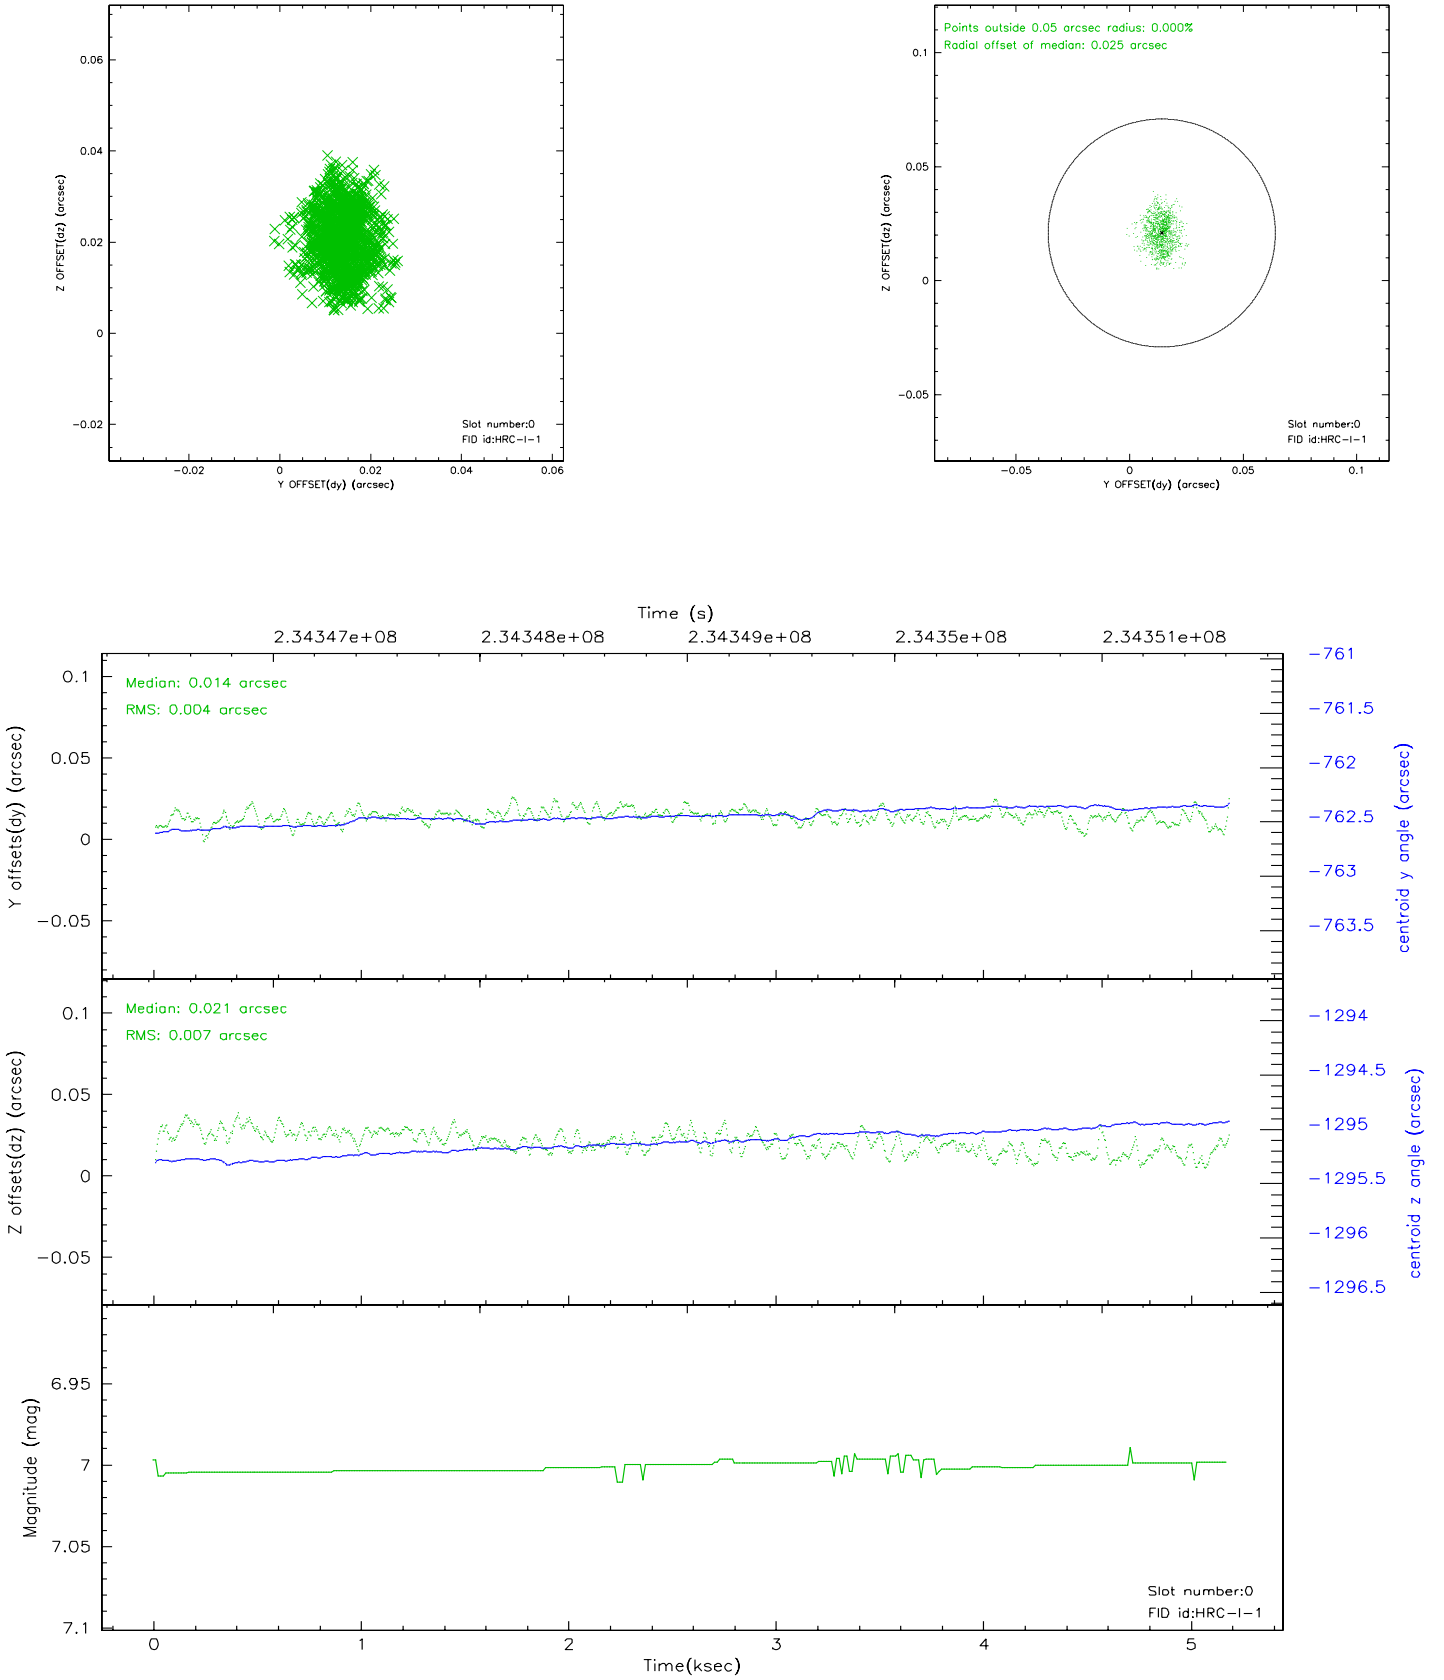 0.06
0.04
0.02
0
−0.02
Z OFFSET(dz) (arcsec)
Slot number:0
FID id:HRC−I−1
−0.02 0 0.02 0.04 0.06
Y OFFSET(dy) (arcsec)
Points outside 0.05 arcsec radius: 0.000%
Radial offset of median: 0.025 arcsec
0.1
0.05
0
−0.05
Z OFFSET(dz) (arcsec)
Slot number:0
FID id:HRC−I−1
−0.05 0 0.05 0.1
Y OFFSET(dy) (arcsec)
Time (s)
2.34347e+08 2.34348e+08 2.34349e+08 2.3435e+08 2.34351e+08
Median: 0.014 arcsec
RMS: 0.004 arcsec
0.1
0.05
0
−0.05
Y offsets(dy) (arcsec)
−761
−761.5
−762
−762.5
−763
−763.5
centroid y angle (arcsec)
Median: 0.021 arcsec
RMS: 0.007 arcsec
0.1
0.05
0
−0.05
Z offsets(dz) (arcsec)
−1294
−1294.5
−1295
−1295.5
−1296
−1296.5
centroid z angle (arcsec)
6.95
7
7.05
7.1
Magnitude (mag)
Slot number:0
FID id:HRC−I−1
0 1 2 3 4 5
Time(ksec)